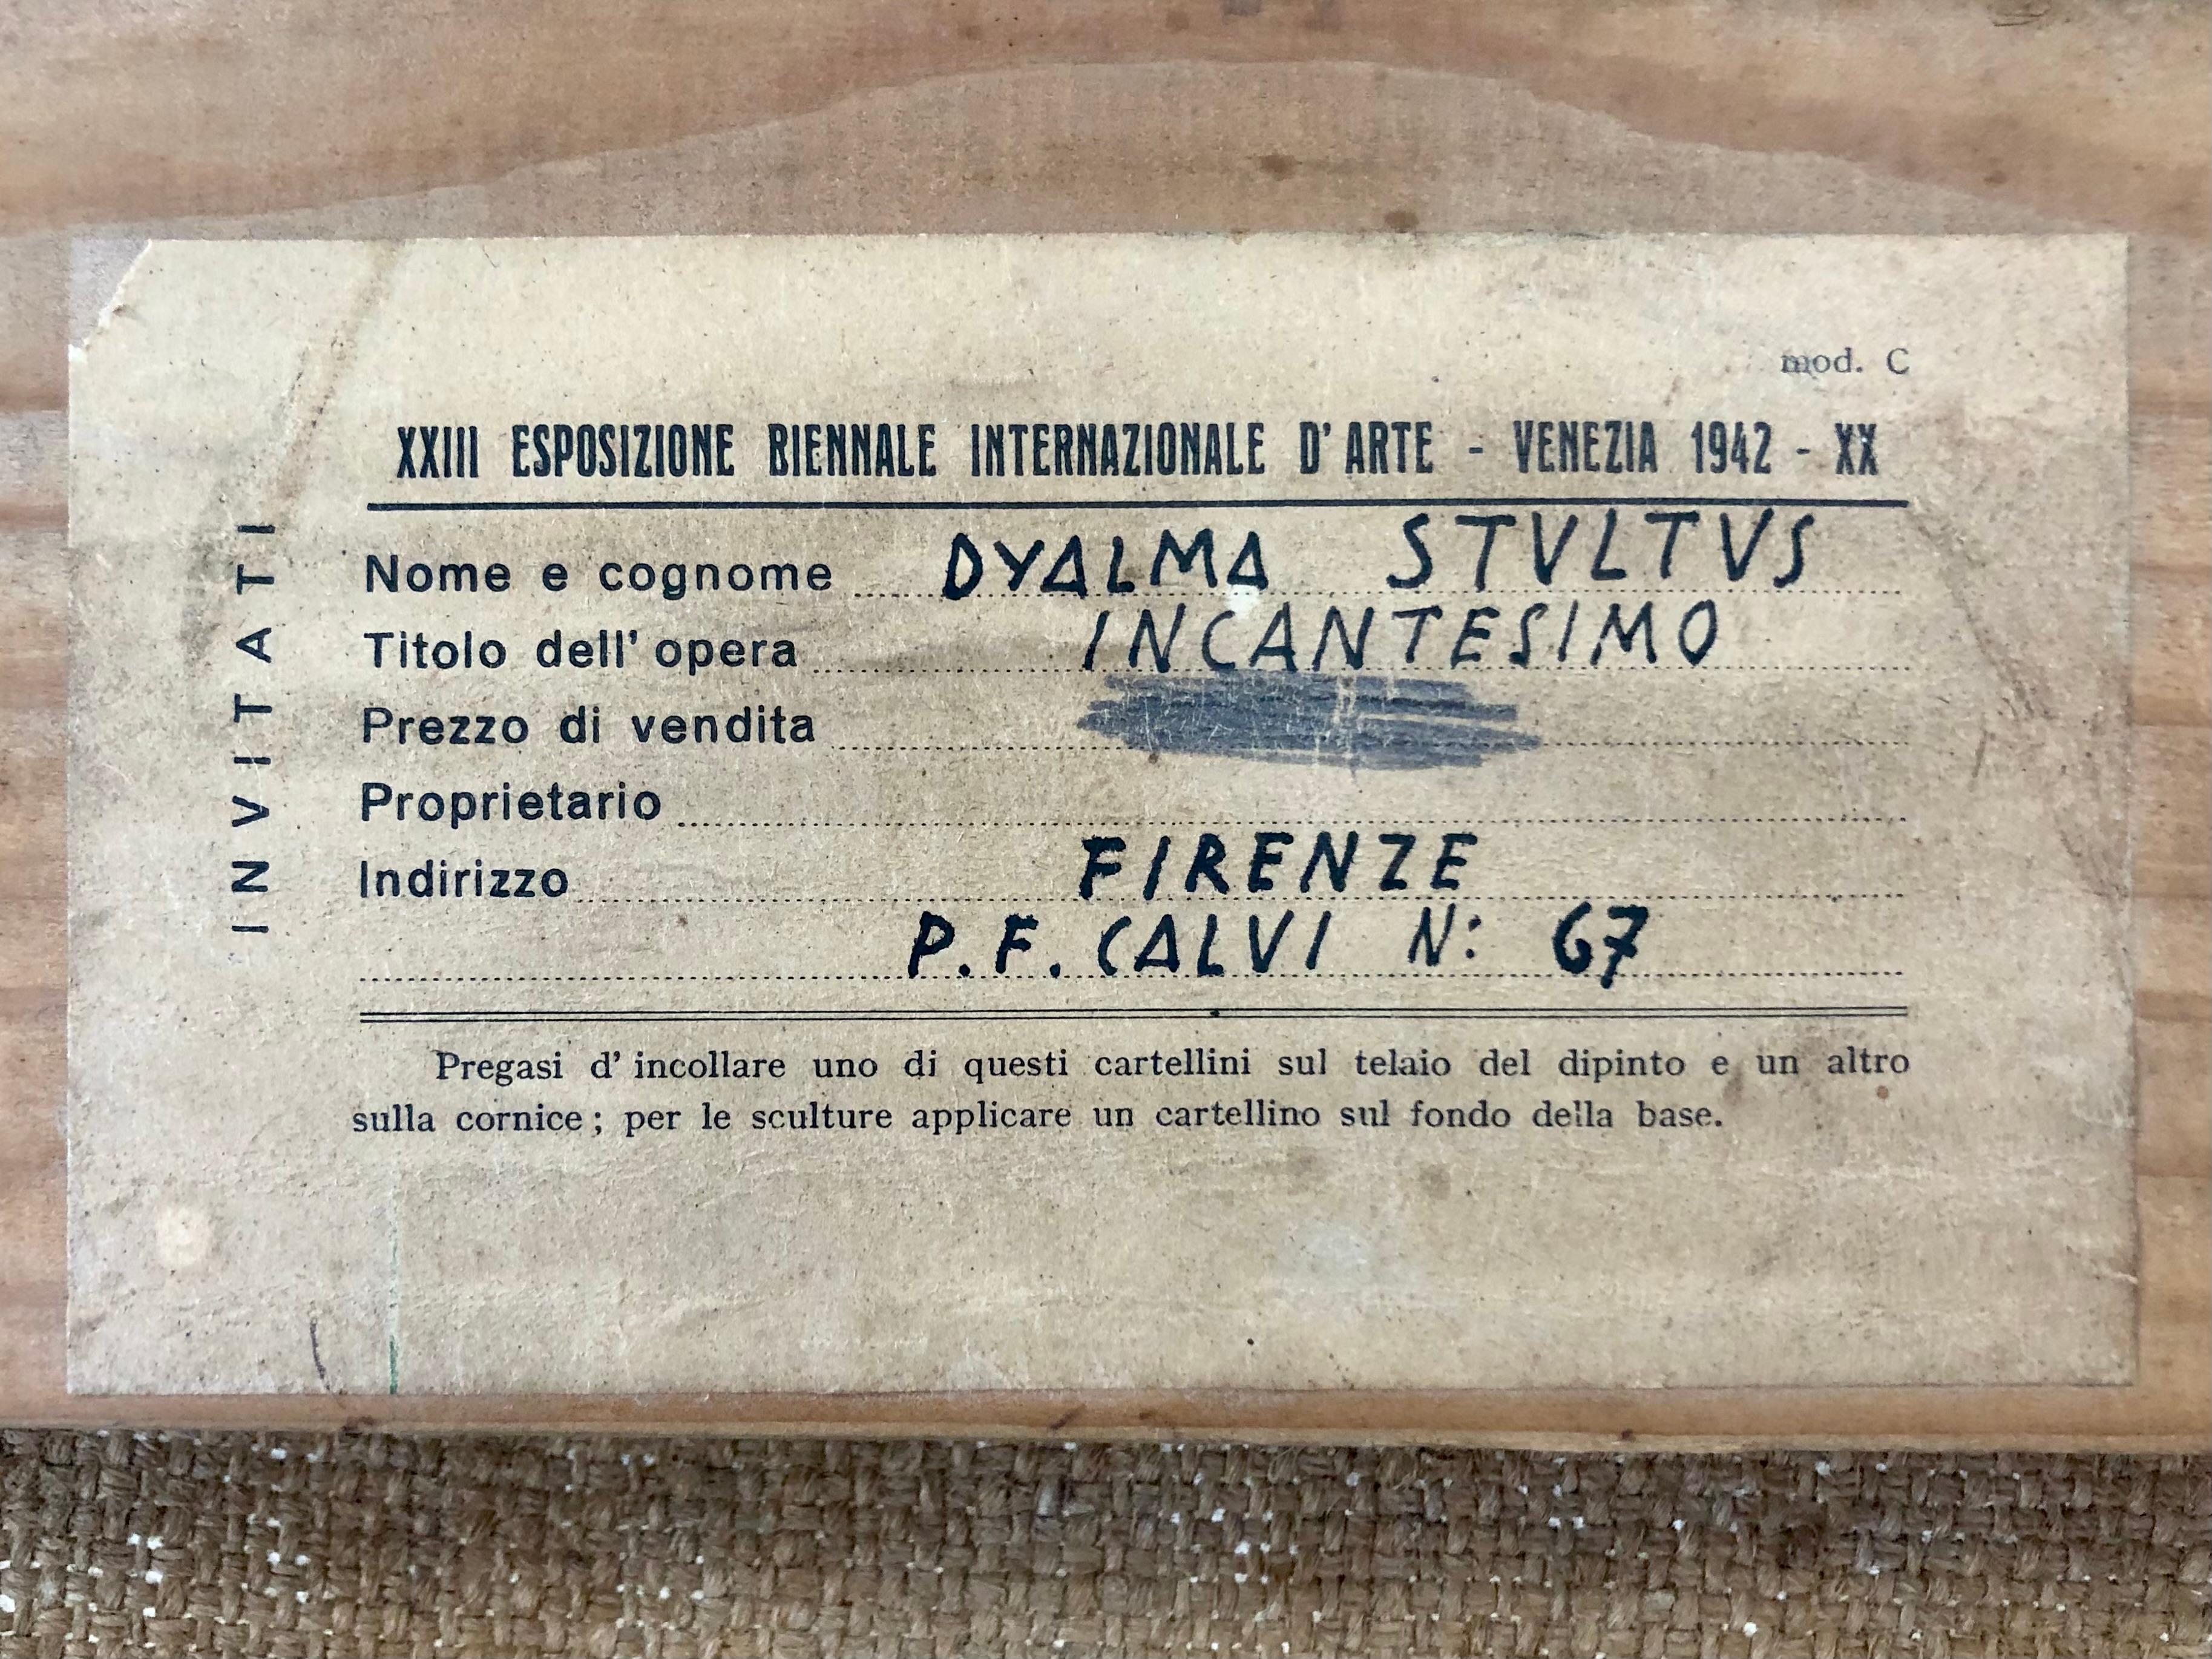 mod. C
XXIII ESPOSIZIONE BIENNALE INTERNAZIONALE D'ARTE - VENEZIA 1942 - XX
INVITATI
Nome e cognome DYALMA STVLTVS
Titolo dell'opera INCANTESIMO
Prezzo di vendita
Proprietario
Indirizzo FIRENZE
P.F. CALVI N: 67
Pregasi d'incollare uno di questi cartellini sul telaio del dipinto e un altro
sulla cornice; per le sculture applicare un cartellino sul fondo della base.